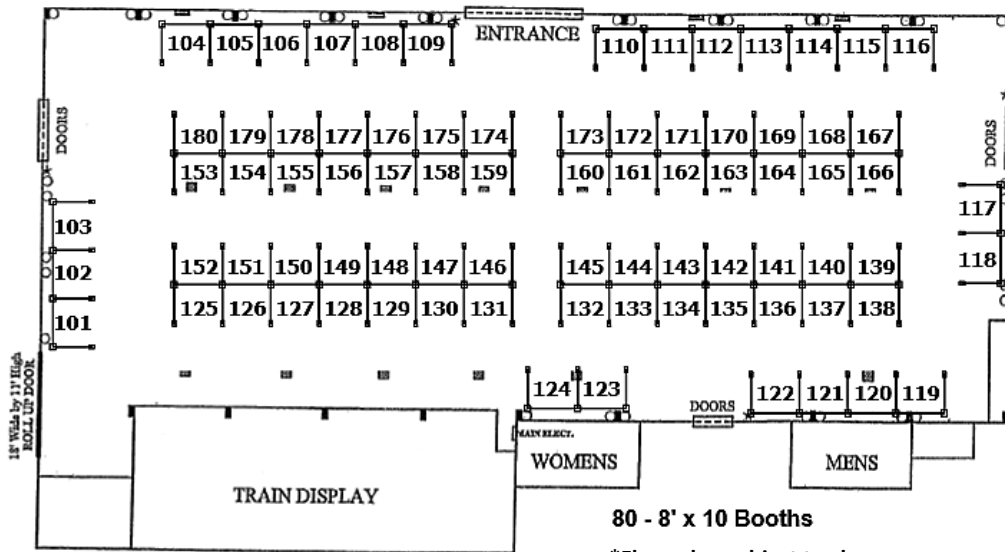 104 105 106 107 108 109
ENTRANCE
110 111 112 113 114 115 116
DOORS
180 179 178 177 176 175 174
173 172 171 170 169 168 167
DOORS
153 154 155 156 157 158 159
160 161 162 163 164 165 166
103
117
102
118
101
152 151 150 149 148 147 146
145 144 143 142 141 140 139
125 126 127 128 129 130 131
132 133 134 135 136 137 138
18' Wide by 11' High
ROLL UP DOOR
124 123
DOORS
122 121 120 119
MAIN ELECT.
WOMENS
MENS
TRAIN DISPLAY
80 - 8' x 10 Booths